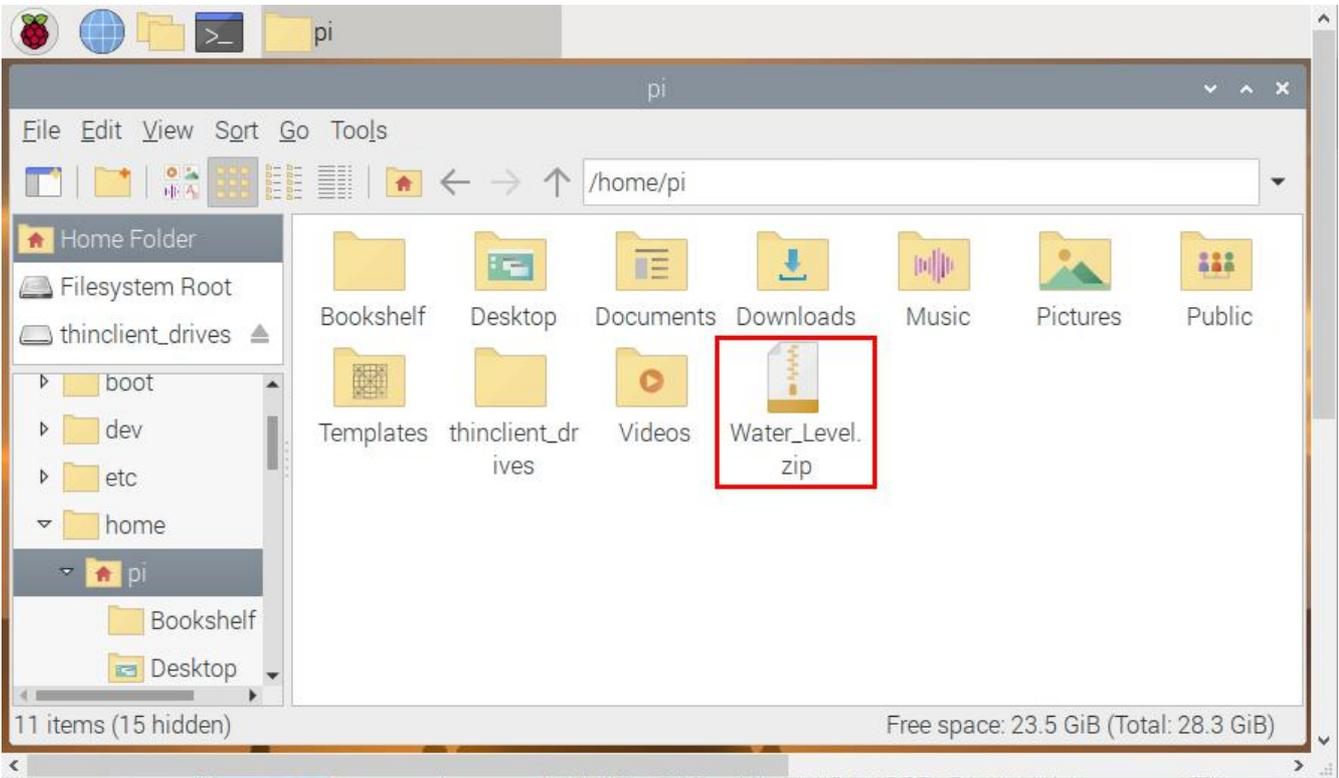 pi
pi
File Edit View Sort Go Tools
/home/pi
Home Folder
Filesystem Root
thinclient_drives
boot
dev
etc
home
pi
Bookshelf
Desktop
Bookshelf Desktop Documents Downloads Music Pictures Public
Templates thinclient_dr Videos Water_Level.
ives zip
11 items (15 hidden) Free space: 23.5 GiB (Total: 28.3 GiB)